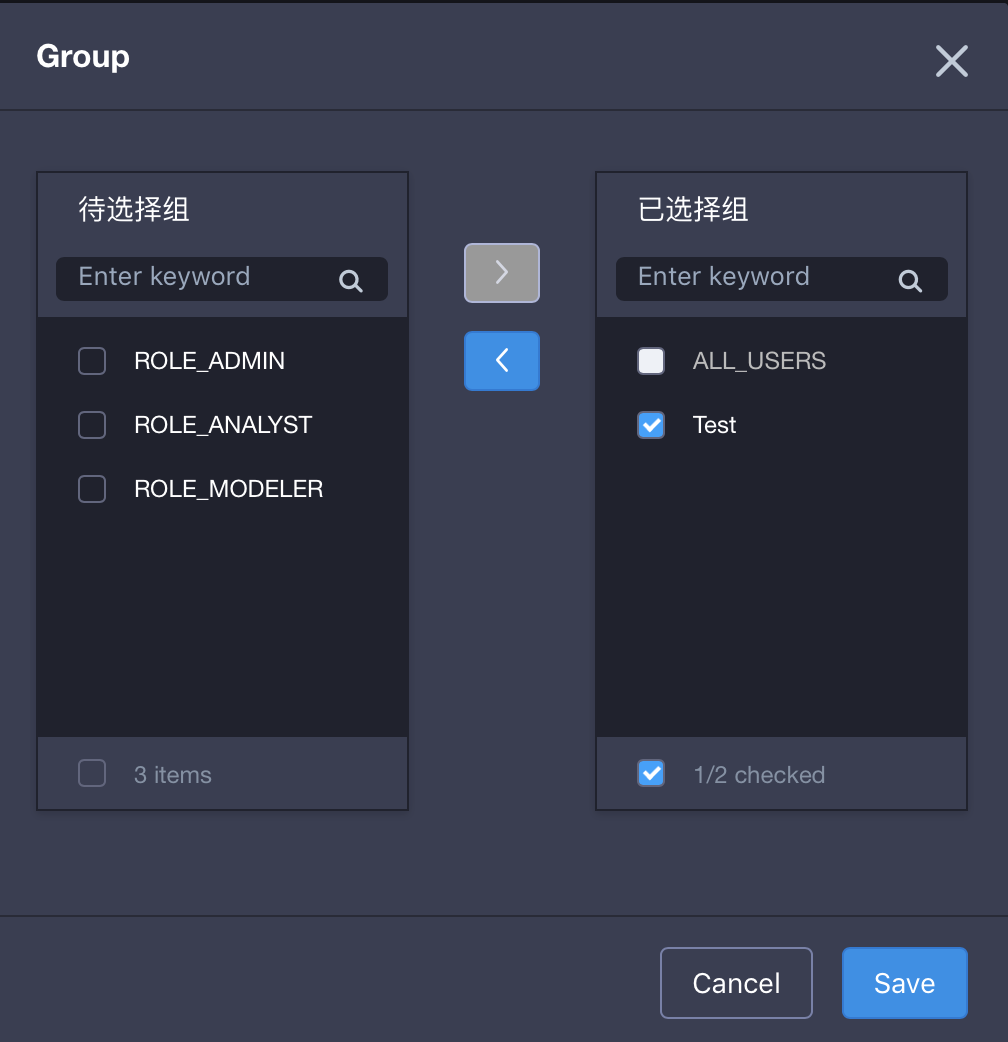 Group
待选择组
Enter keyword
ROLE_ADMIN
ROLE_ANALYST
ROLE_MODELER
3 items
已选择组
Enter keyword
ALL_USERS
Test
1/2 checked
Cancel
Save